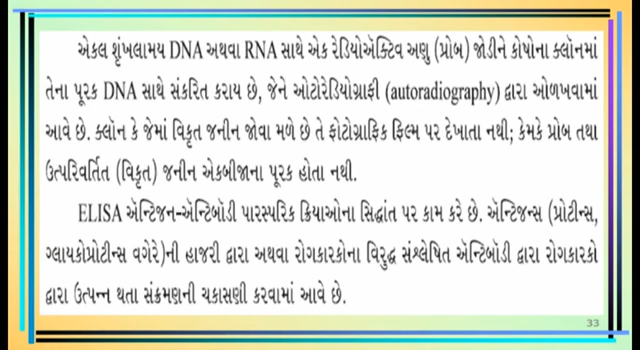 એકલ શૃંખલામય DNA અથવા RNA સાથે એક રેડિયોઍક્ટિવ અણુ (પ્રોબ) જોડીને કોષોના ક્લૉનમાં
તેના પૂરક DNA સાથે સંકરિત કરાય છે, જેને ઓટોરેડિયોગ્રાફી (autoradiography) દ્વારા ઓળખવામાં
આવે છે. ક્લૉન કે જેમાં વિકૃત જનીન જોવા મળે છે તે ફોટોગ્રાફિક ફિલ્મ પર દેખાતા નથી; કેમકે પ્રોબ તથા
ઉત્પરિવર્તિત (વિકૃત) જનીન એકબીજાના પૂરક હોતા નથી.
ELISA ઍન્ટિજન-ઍન્ટિબૉડી પારસ્પરિક ક્રિયાઓના સિદ્ધાંત પર કામ કરે છે. ઍન્ટિજન્સ (પ્રોટીન્સ,
ગ્લાયકોપ્રોટીન્સ વગેરે)ની હાજરી દ્વારા અથવા રોગકારકોના વિરુદ્ધ સંશ્લેષિત ઍન્ટિબૉડી દ્વારા રોગકારકો
દ્વારા ઉત્પન્ન થતા સંક્રમણની ચકાસણી કરવામાં આવે છે.
33